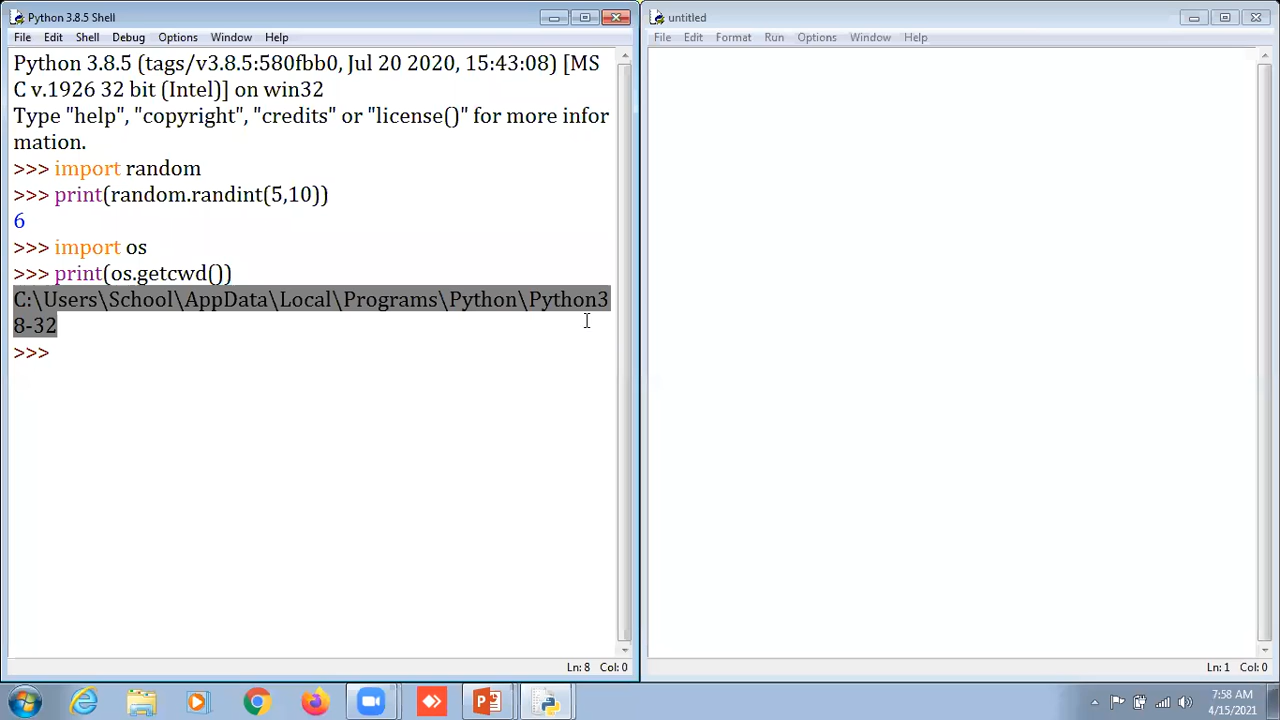 Python 3.8.5 Shell
File Edit Shell Debug Options Window Help
Python 3.8.5 (tags/v3.8.5:580fbb0, Jul 20 2020, 15:43:08) [MS
C v.1926 32 bit (Intel)] on win32
Type "help", "copyright", "credits" or "license()" for more infor
mation.
>>> import random
>>> print(random.randint(5,10))
6
>>> import os
>>> print(os.getcwd())
C:\Users\School\AppData\Local\Programs\Python\Python3
8-32
>>>
Ln: 8 Col: 0
untitled
File Edit Format Run Options Window Help
Ln: 1 Col: 0
7:58 AM
4/15/2021